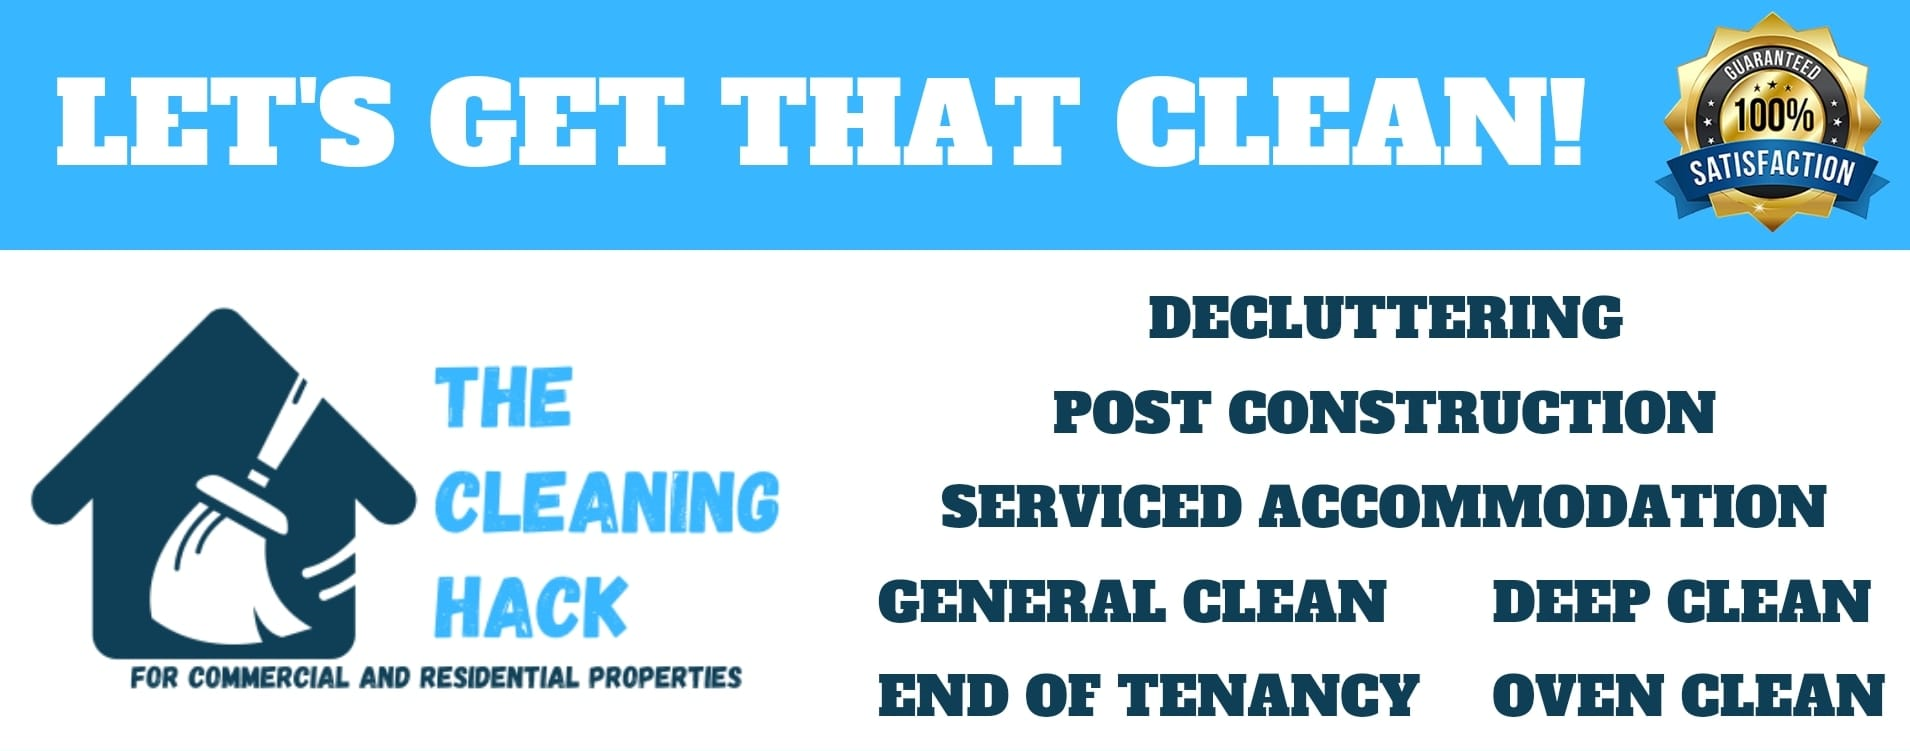 LET'S GET THAT CLEAN!
GUARANTEED
100%
SATISFACTION
THE
CLEANING
HACK
FOR COMMERCIAL AND RESIDENTIAL PROPERTIES
DECLUTTERING
POST CONSTRUCTION
SERVICED ACCOMMODATION
GENERAL CLEAN DEEP CLEAN
END OF TENANCY OVEN CLEAN